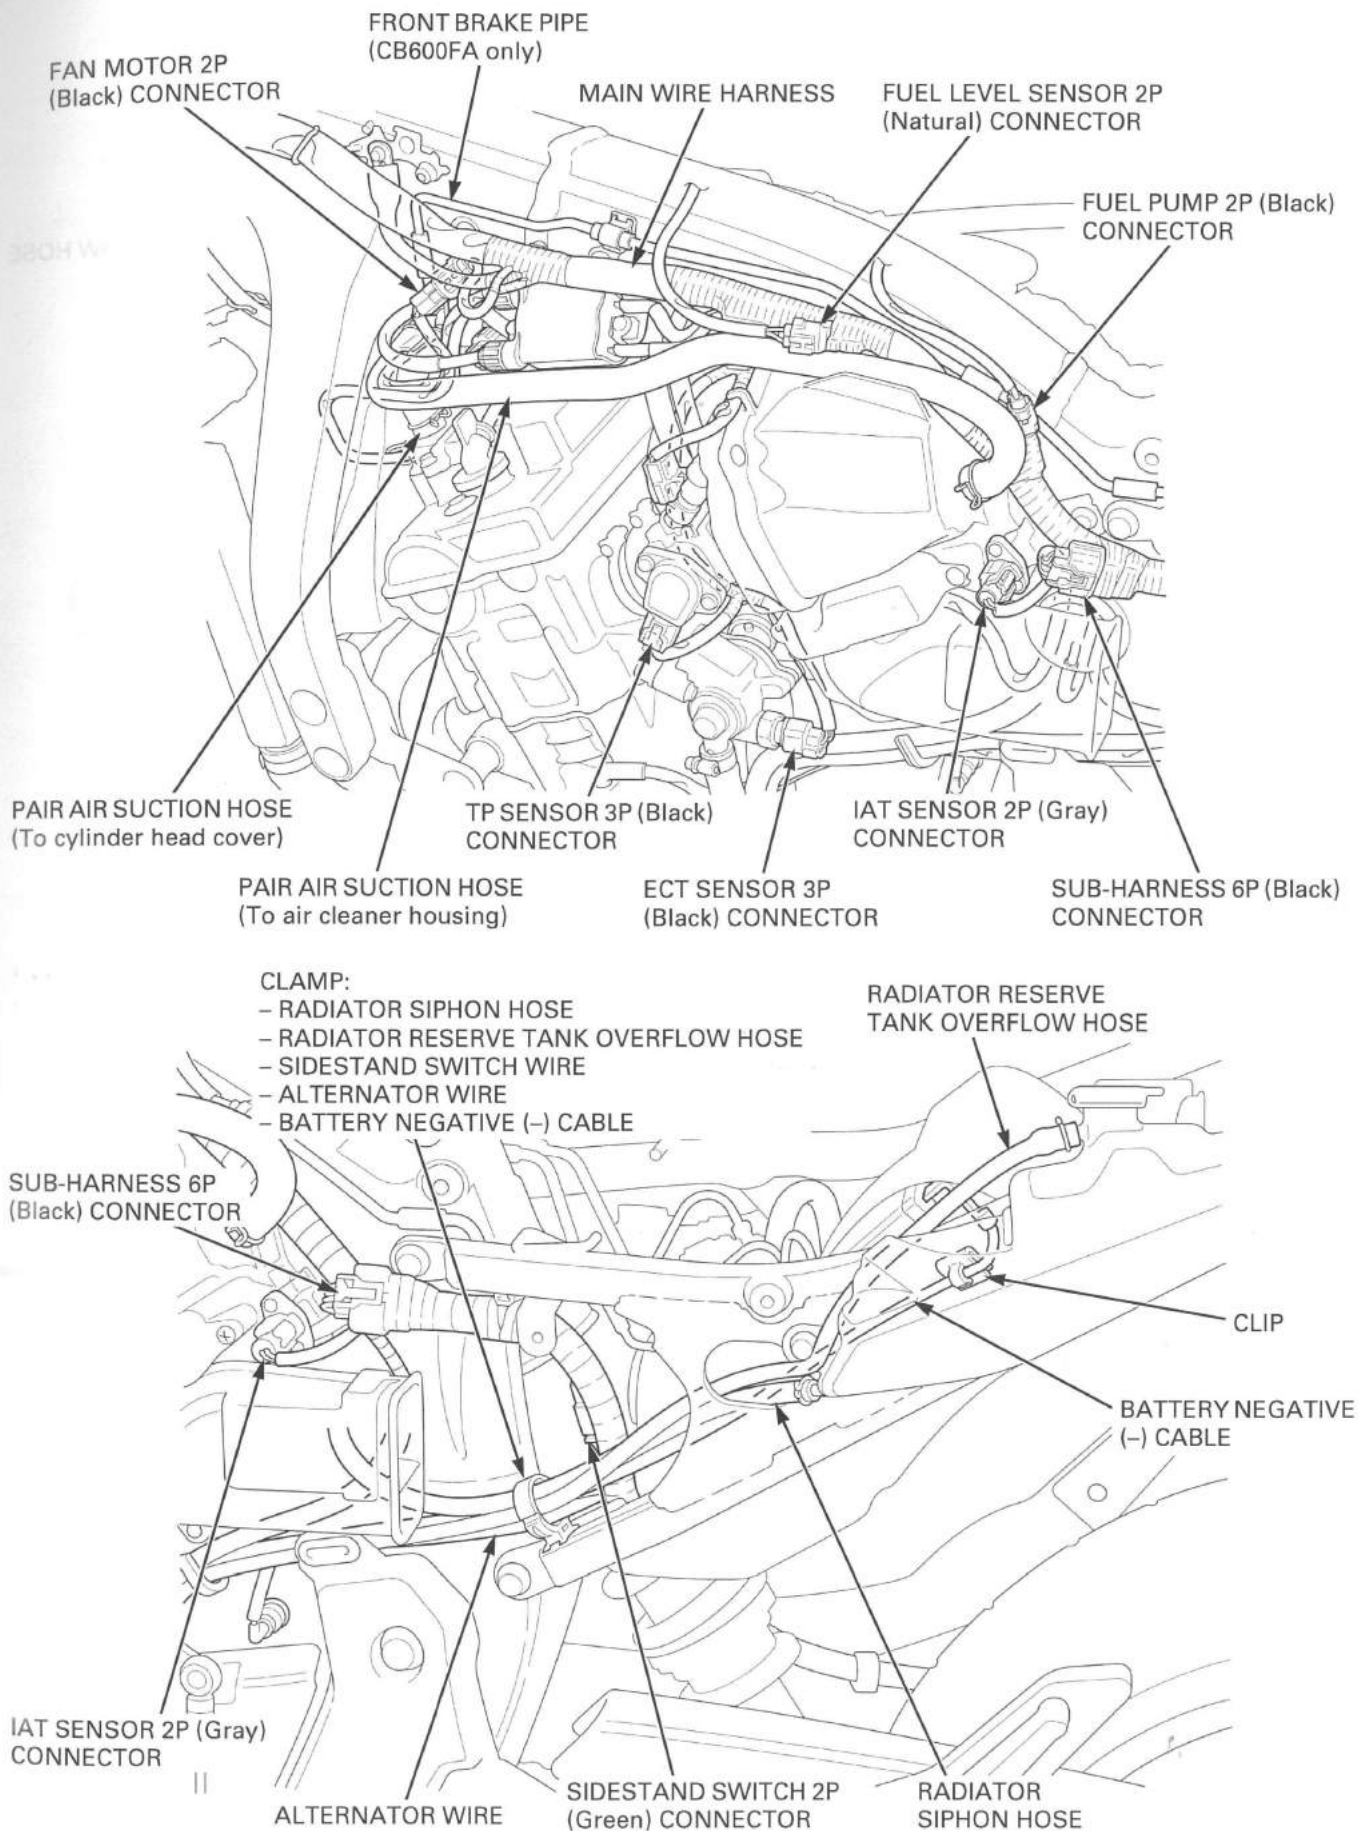 FRONT BRAKE PIPE
(CB600FA only)
FAN MOTOR 2P
(Black) CONNECTOR
MAIN WIRE HARNESS
FUEL LEVEL SENSOR 2P
(Natural) CONNECTOR
FUEL PUMP 2P (Black)
CONNECTOR
PAIR AIR SUCTION HOSE
(To cylinder head cover)
TP SENSOR 3P (Black)
CONNECTOR
IAT SENSOR 2P (Gray)
CONNECTOR
PAIR AIR SUCTION HOSE
(To air cleaner housing)
ECT SENSOR 3P
(Black) CONNECTOR
SUB-HARNESS 6P (Black)
CONNECTOR
CLAMP:
– RADIATOR SIPHON HOSE
– RADIATOR RESERVE TANK OVERFLOW HOSE
– SIDESTAND SWITCH WIRE
– ALTERNATOR WIRE
– BATTERY NEGATIVE (–) CABLE
RADIATOR RESERVE
TANK OVERFLOW HOSE
SUB-HARNESS 6P
(Black) CONNECTOR
CLIP
BATTERY NEGATIVE
(–) CABLE
IAT SENSOR 2P (Gray)
CONNECTOR
ALTERNATOR WIRE
SIDESTAND SWITCH 2P
(Green) CONNECTOR
RADIATOR
SIPHON HOSE